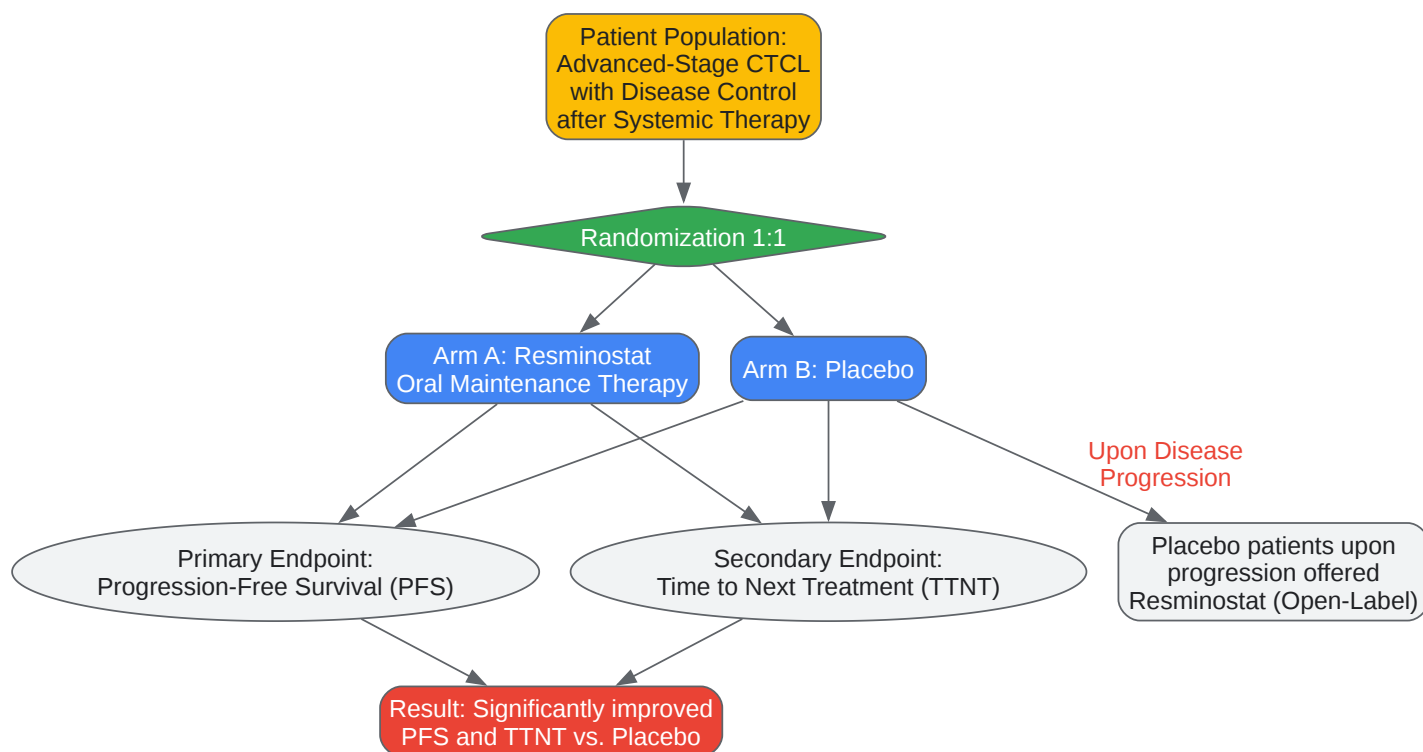 Patient Population:
Advanced-Stage CTCL
with Disease Control
after Systemic Therapy
Randomization 1:1
Arm A: Resminostat
Oral Maintenance Therapy
Arm B: Placebo
Upon Disease
Progression
Primary Endpoint:
Progression-Free Survival (PFS)
Secondary Endpoint:
Time to Next Treatment (TTNT)
Placebo patients upon
progression offered
Resminostat (Open-Label)
Result: Significantly improved
PFS and TTNT vs. Placebo